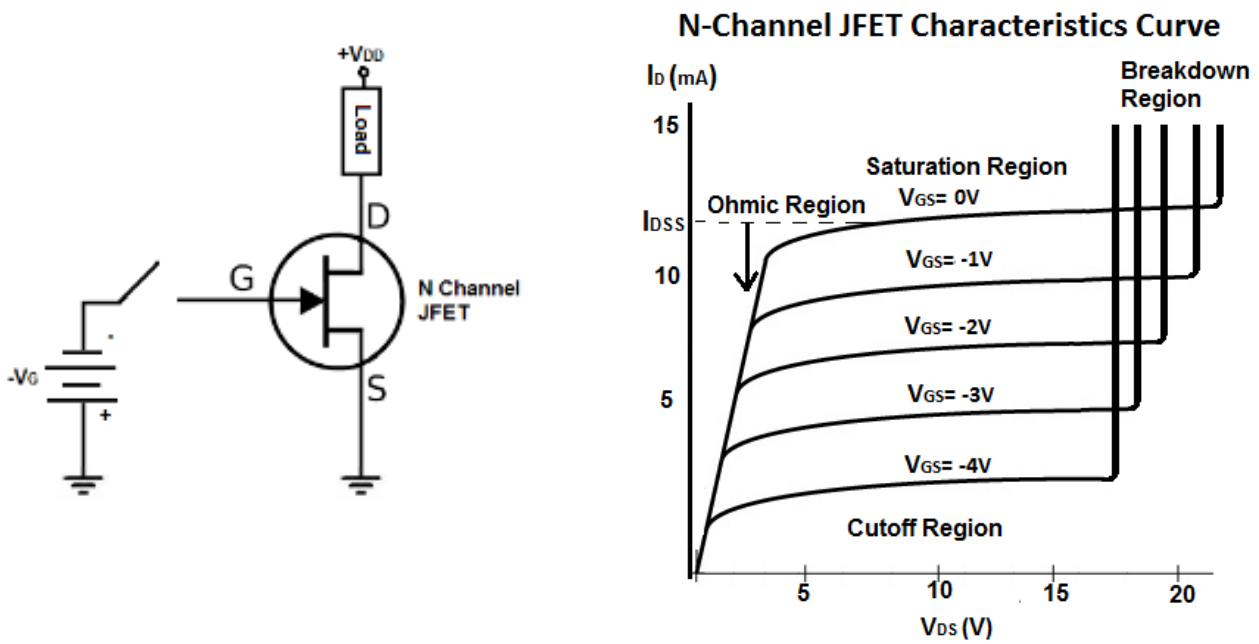 +VDD
Load
D
G
N Channel
JFET
S
-
-VG
+
N-Channel JFET Characteristics Curve
ID (mA)
Breakdown
Region
15
Saturation Region
VGS= 0V
Ohmic Region
IDSS
VGS= -1V
10
VGS= -2V
5
VGS= -3V
VGS= -4V
Cutoff Region
5
10
15
20
VDS (V)